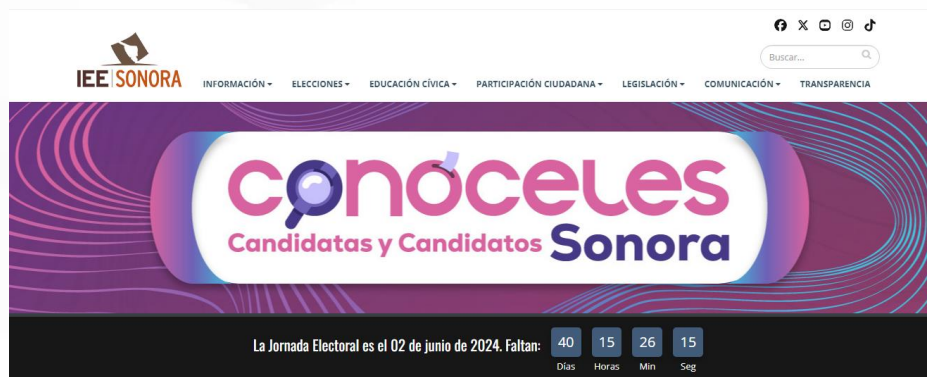 Buscar...
IEE SONORA
INFORMACIÓN ELECCIONES EDUCACIÓN CÍVICA PARTICIPACIÓN CIUDADANA LEGISLACIÓN COMUNICACIÓN TRANSPARENCIA
conóceles
Candidatas y Candidatos Sonora
La Jornada Electoral es el 02 de junio de 2024. Faltan: 40 15 26 15
Días Horas Min Seg